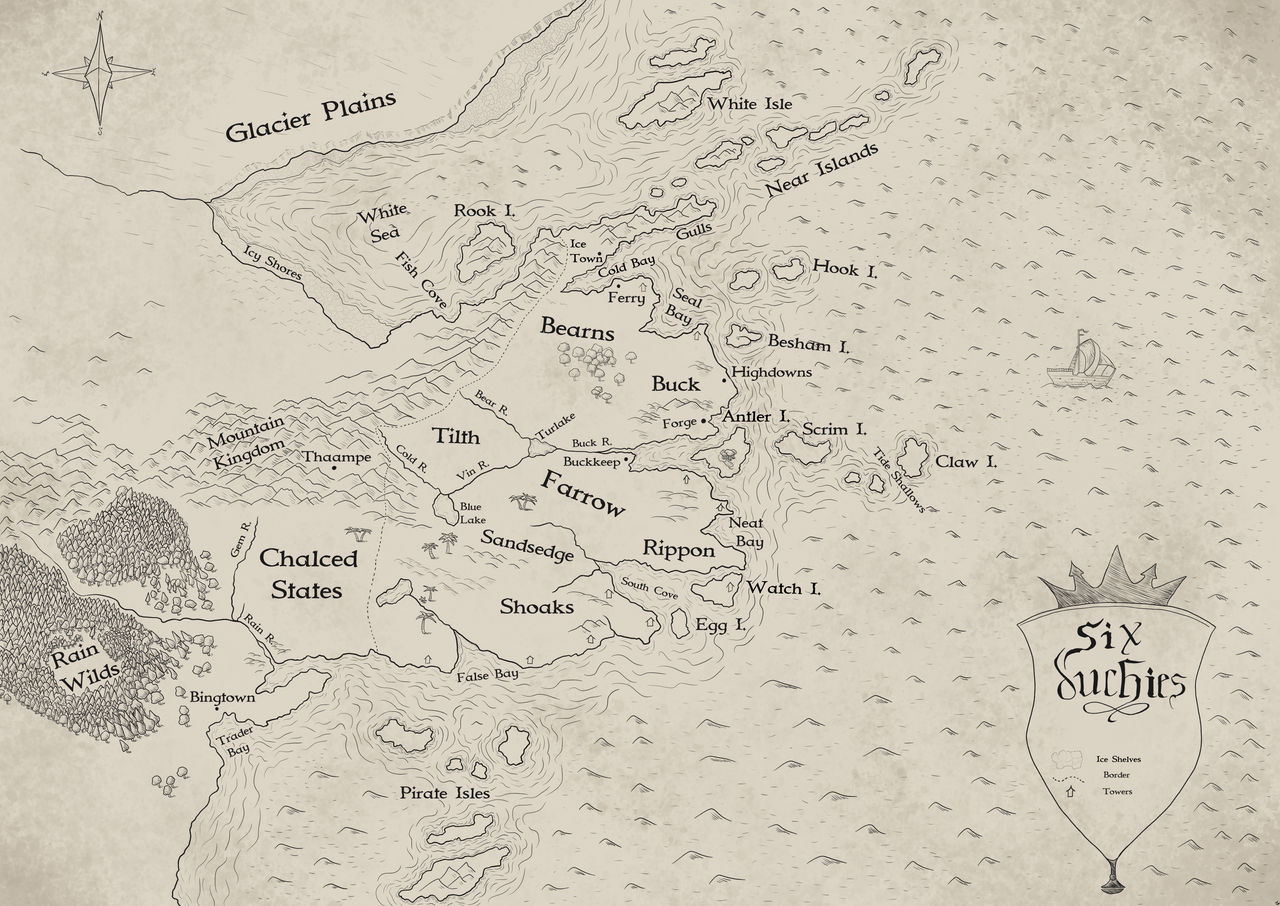 N
Glacier Plains
White Isle
Near Islands
White
Sea
Rook I.
Gulls
Ice
Town
Icy Shores
Fish Cove
Cold Bay
Ferry
Seal
Bay
Hook I.
Bearns
Besham I.
Buck
Highdowns
Bear R.
Turlake
Forge
Antler I.
Scrim I.
Mountain
Kingdom
Thaampe
Tilth
Cold R.
Vin R.
Buck R.
Buckkeep
Tide Shallows
Claw I.
Farrow
Blue
Lake
Neat
Bay
Gem R.
Chalced
States
Sandsedge
Rippon
South Cove
Watch I.
Shoaks
Egg I.
Rain R.
Rain
Wilds
False Bay
Bingtown
Trader
Bay
Pirate Isles
Six
Duchies
Ice Shelves
Border
Towers